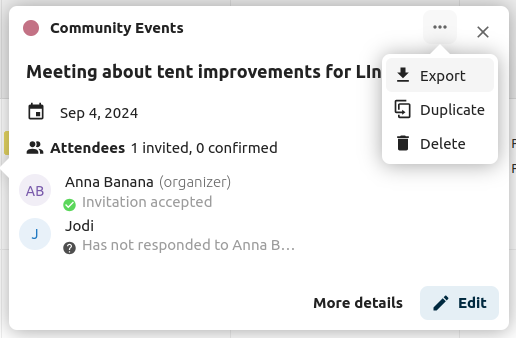 Community Events
Meeting about tent improvements for LIn
Export
Duplicate
Delete
Sep 4, 2024
Attendees 1 invited, 0 confirmed
AB
Anna Banana (organizer)
Invitation accepted
J
Jodi
Has not responded to Anna B…
More details
Edit